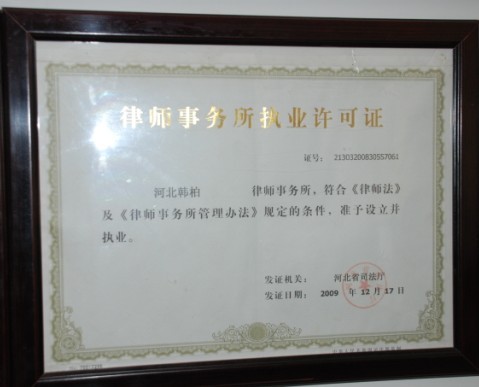 律师事务所执业许可证
证号： 21303200830557061
河北韩柏 律师事务所，符合《律师法》
及《律师事务所管理办法》规定的条件，准予设立并
执业。
发证机关： 河北省司法厅
发证日期： 2009 年 12 月 17 日